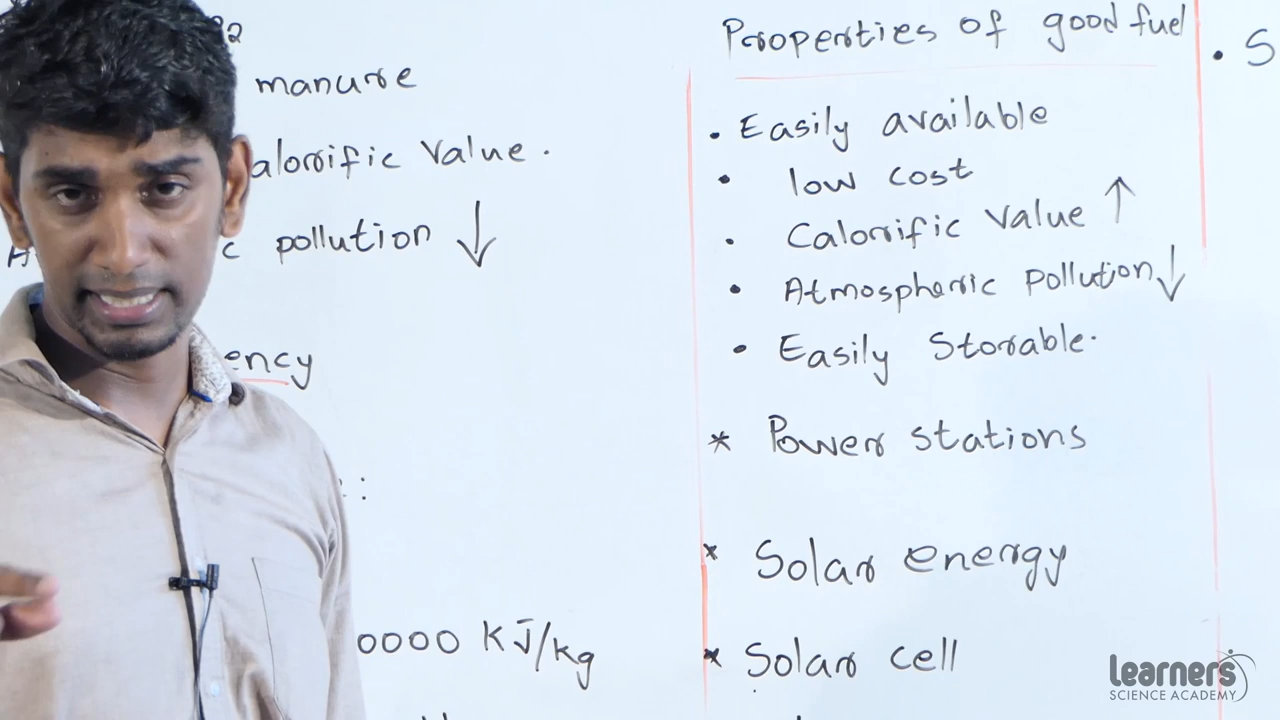 2
manure
alorific Value.
c pollution ↓
ency
:
0000 KJ/kg
Properties of good fuel
• Easily available
• low cost
• Calorific Value ↑
• Atmospheric Pollution ↓
• Easily Storable.
* Power stations
* Solar energy
* Solar cell
• S
learners
SCIENCE ACADEMY